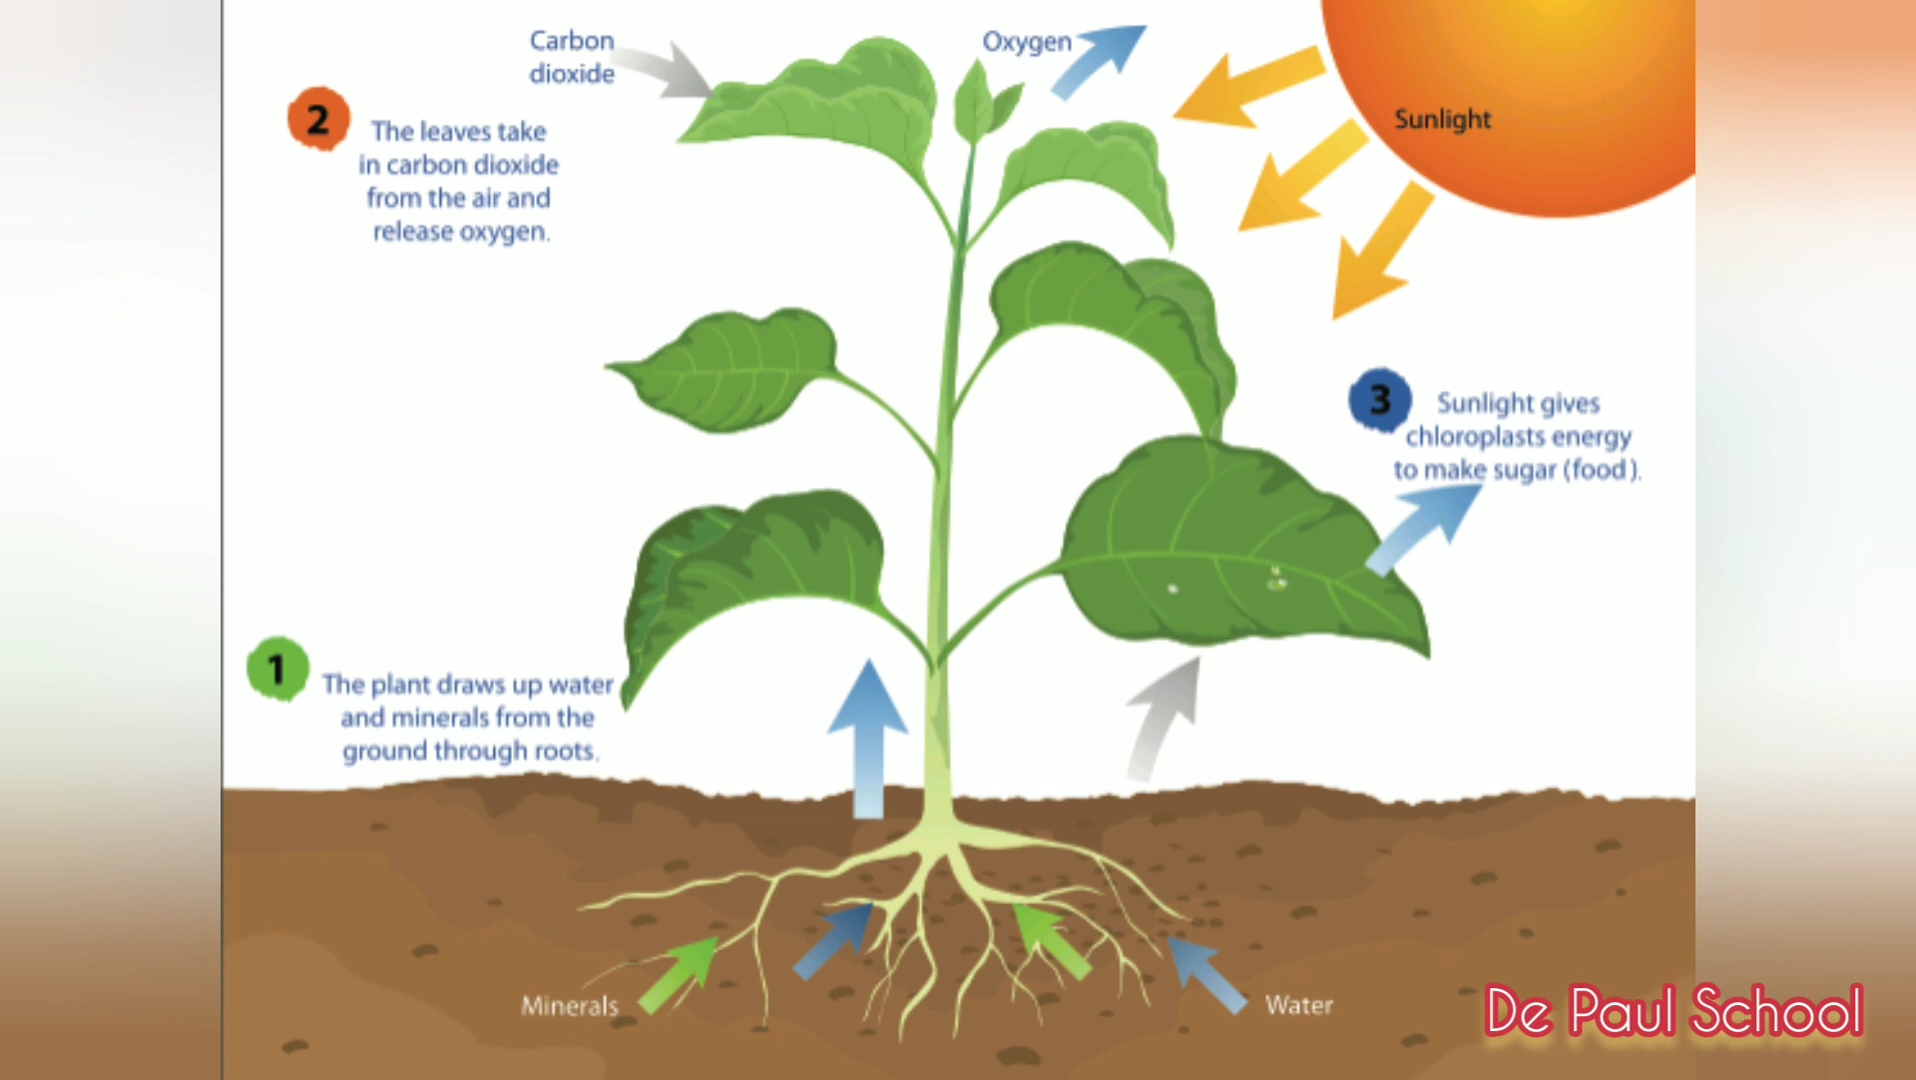 Carbon
dioxide
Oxygen
Sunlight
2
The leaves take
in carbon dioxide
from the air and
release oxygen.
3
Sunlight gives
chloroplasts energy
to make sugar (food).
1
The plant draws up water
and minerals from the
ground through roots.
Minerals
Water
De Paul School